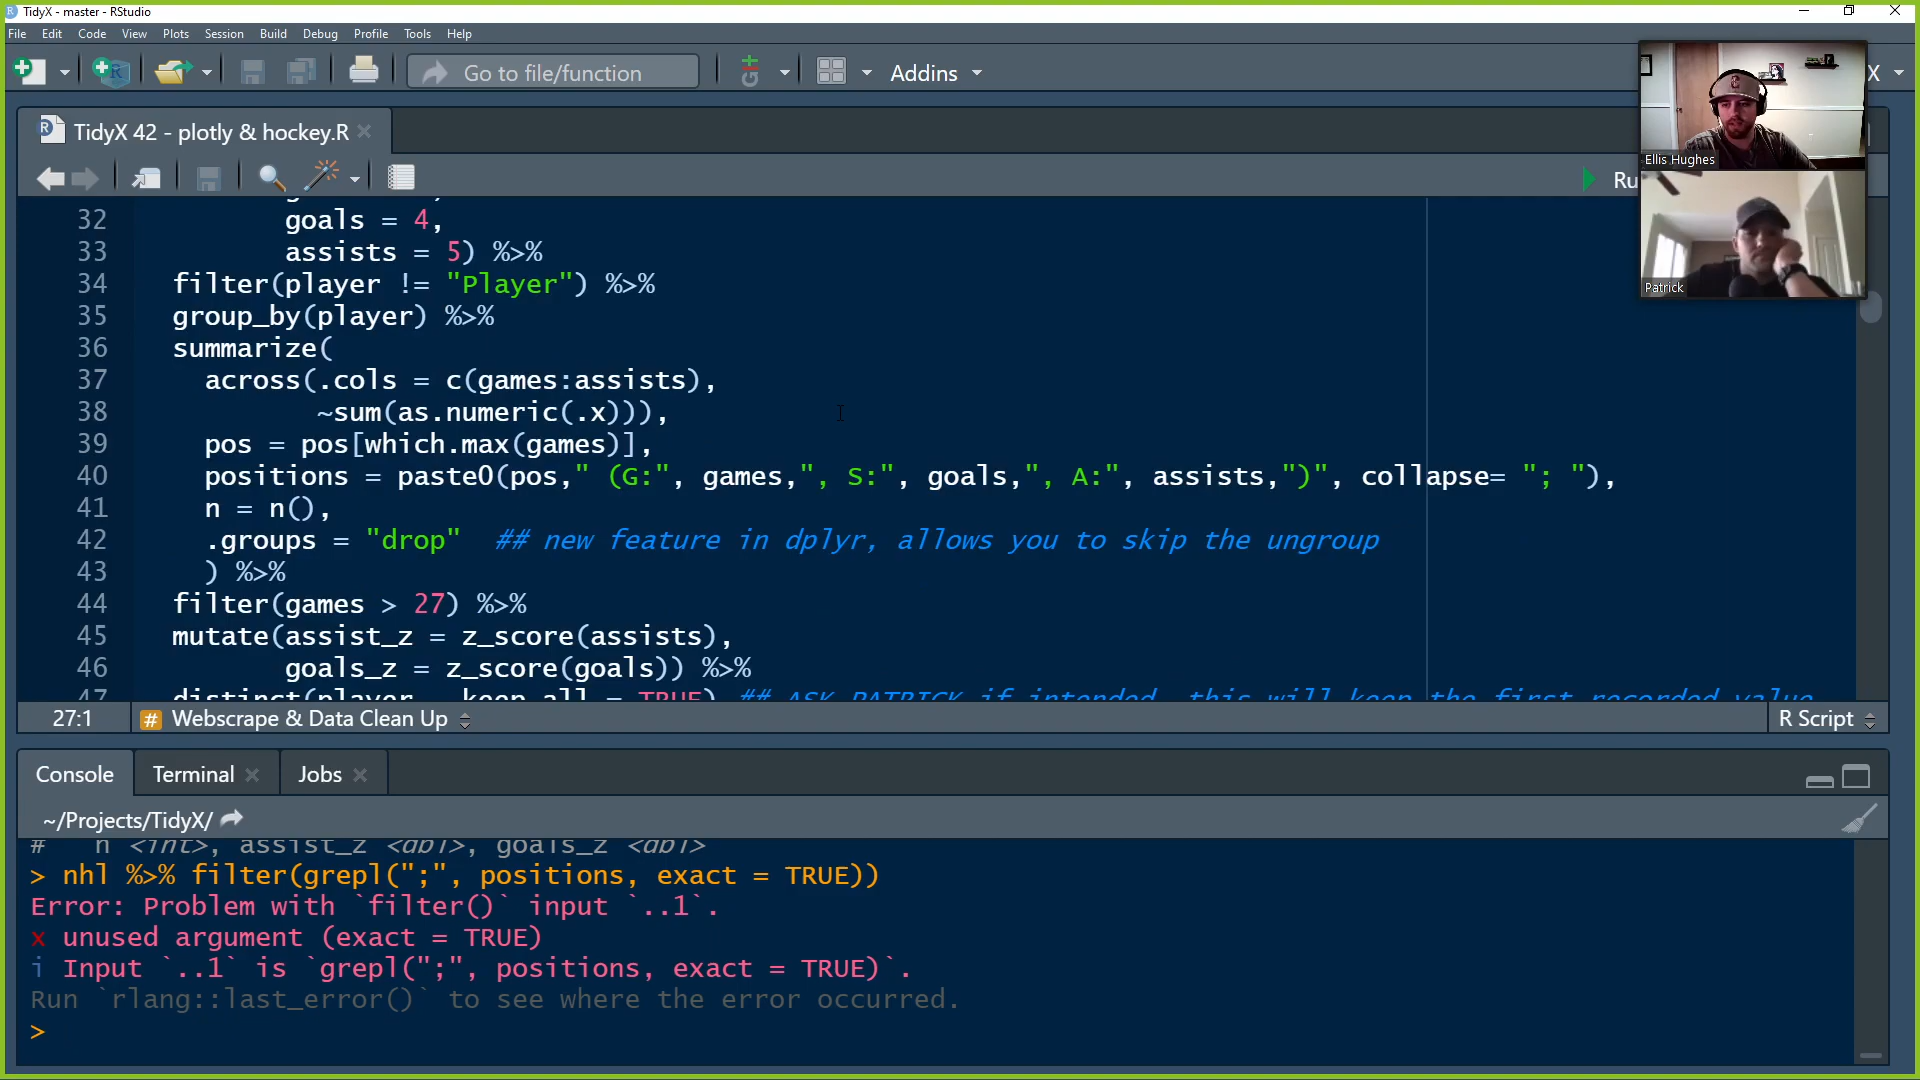 TidyX - master - RStudio
File Edit Code View Plots Session Build Debug Profile Tools Help
Go to file/function
Addins
X
TidyX 42 - plotly & hockey.R
Ru
Ellis Hughes
Patrick
32 goals = 4,
33 assists = 5) %>%
34 filter(player != "Player") %>%
35 group_by(player) %>%
36 summarize(
37 across(.cols = c(games:assists),
38 ~sum(as.numeric(.x))),
39 pos = pos[which.max(games)],
40 positions = paste0(pos," (G:", games,", S:", goals,", A:", assists,")", collapse= "; "),
41 n = n(),
42 .groups = "drop" ## new feature in dplyr, allows you to skip the ungroup
43 ) %>%
44 filter(games > 27) %>%
45 mutate(assist_z = z_score(assists),
46 goals_z = z_score(goals)) %>%
47 distinct(player, .keep_all = TRUE) ## ASK PATRICK if intended, this will keep the first recorded value
27:1 # Webscrape & Data Clean Up R Script
Console Terminal Jobs
~/Projects/TidyX/
# n <int>, assist_z <dbl>, goals_z <dbl>
> nhl %>% filter(grepl(";", positions, exact = TRUE))
Error: Problem with `filter()` input `..1`.
x unused argument (exact = TRUE)
i Input `..1` is `grepl(";", positions, exact = TRUE)`.
Run `rlang::last_error()` to see where the error occurred.
>